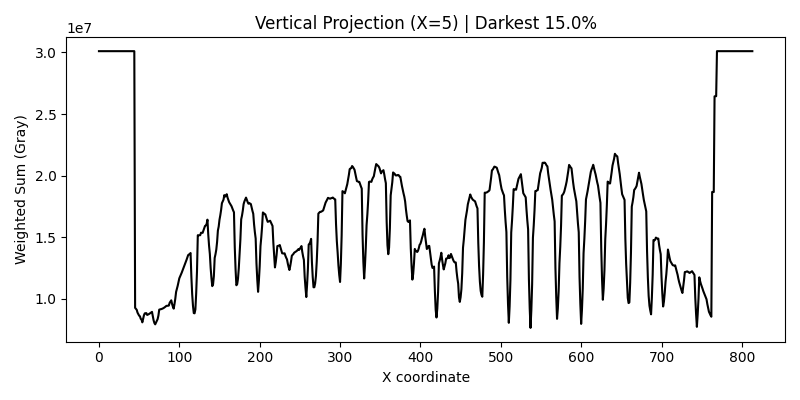 Vertical Projection (X=5) | Darkest 15.0%
1e7
3.0
2.5
2.0
1.5
1.0
Weighted Sum (Gray)
0 100 200 300 400 500 600 700 800
X coordinate